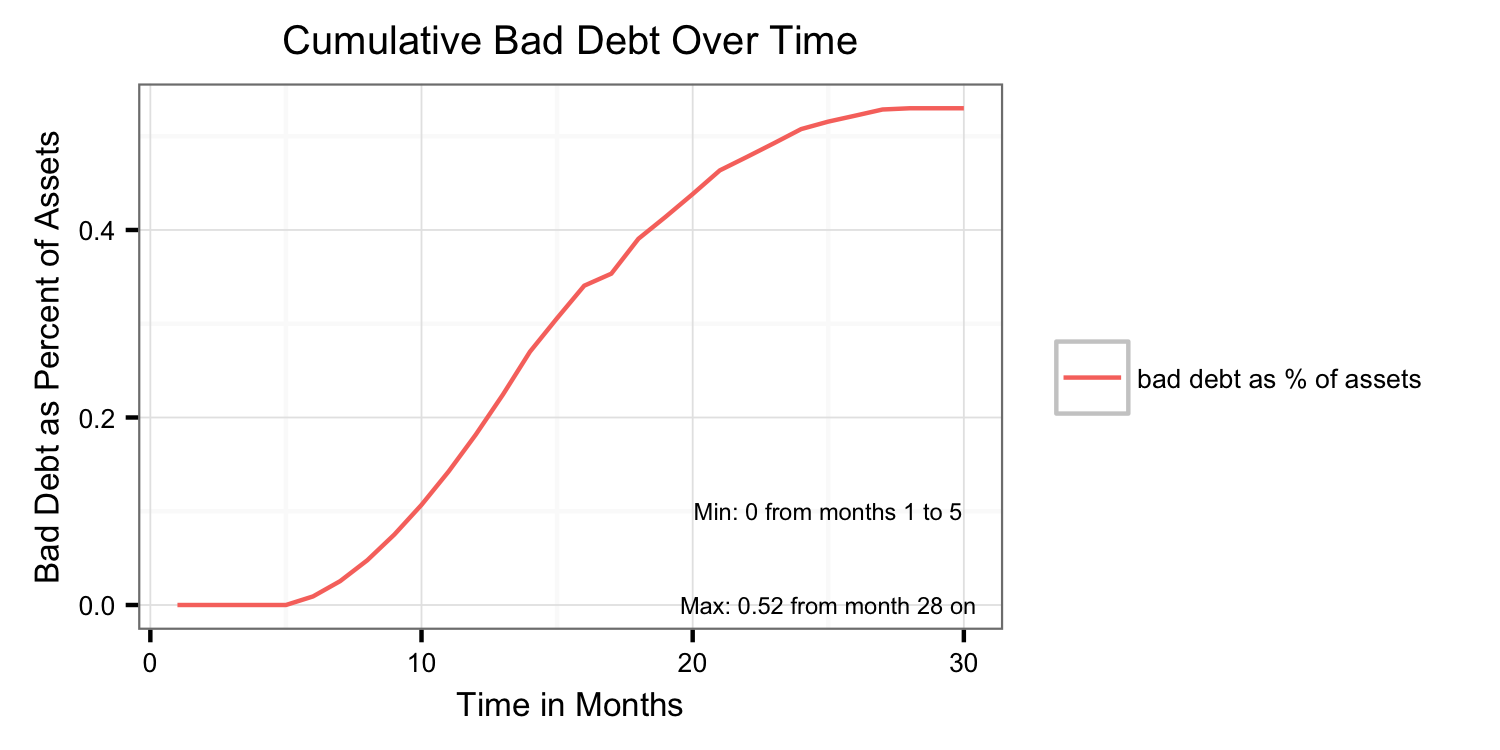 Cumulative Bad Debt Over Time
Bad Debt as Percent of Assets
0.4
0.2
0.0
Min: 0 from months 1 to 5
Max: 0.52 from month 28 on
0 10 20 30
Time in Months
bad debt as % of assets